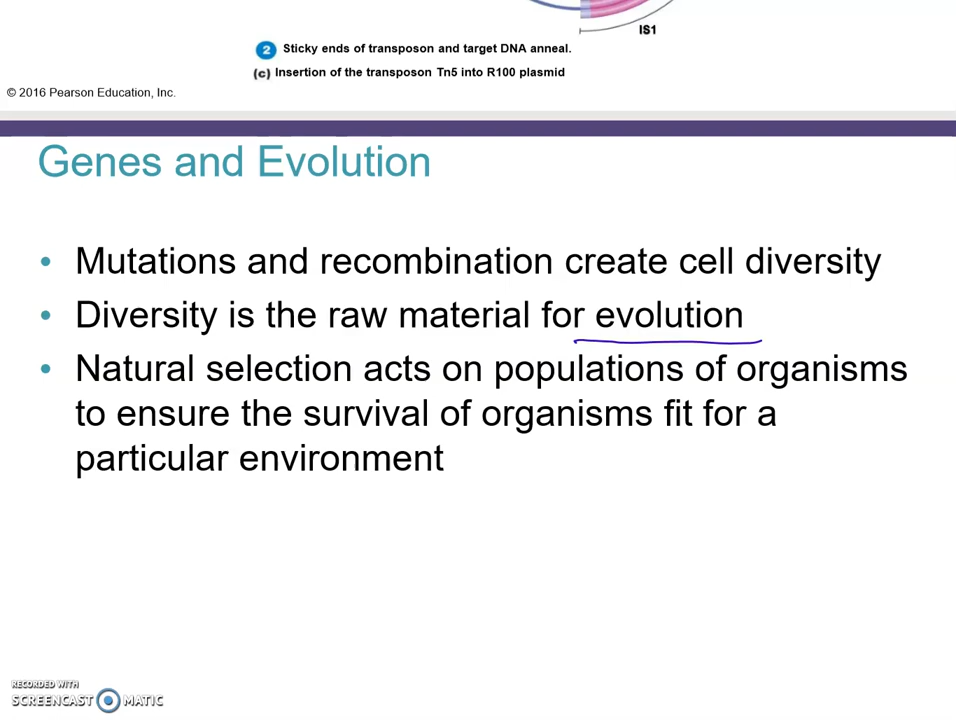 IS1
2 Sticky ends of transposon and target DNA anneal.
(c) Insertion of the transposon Tn5 into R100 plasmid
© 2016 Pearson Education, Inc.
Genes and Evolution
• Mutations and recombination create cell diversity
• Diversity is the raw material for evolution
• Natural selection acts on populations of organisms
to ensure the survival of organisms fit for a
particular environment
RECORDED WITH
SCREENCAST MATIC